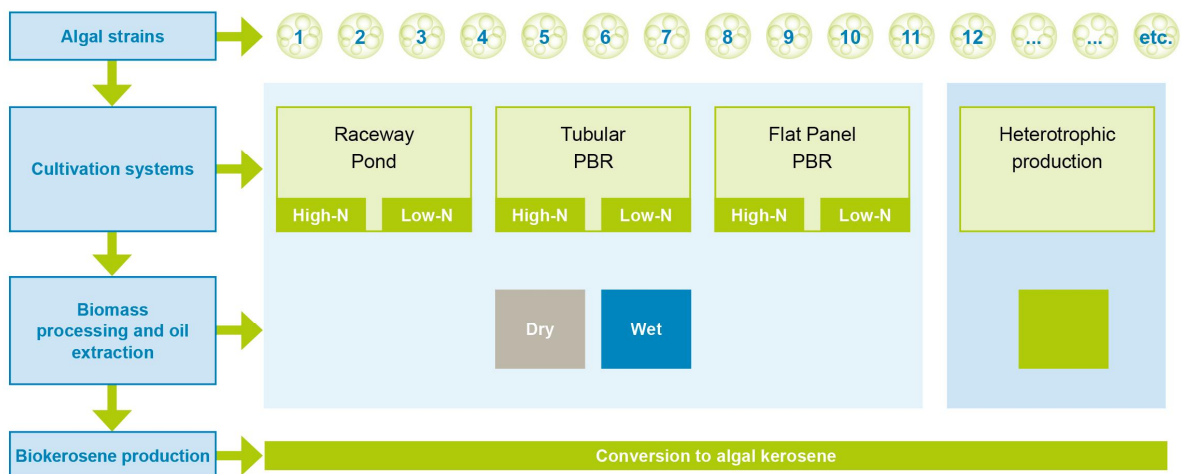 Algal strains
1 2 3 4 5 6 7 8 9 10 11 12 ... ... etc.
Cultivation systems
Raceway
Pond
High-N Low-N
Tubular
PBR
High-N Low-N
Flat Panel
PBR
High-N Low-N
Heterotrophic
production
Biomass
processing and oil
extraction
Dry
Wet
Biokerosene production
Conversion to algal kerosene